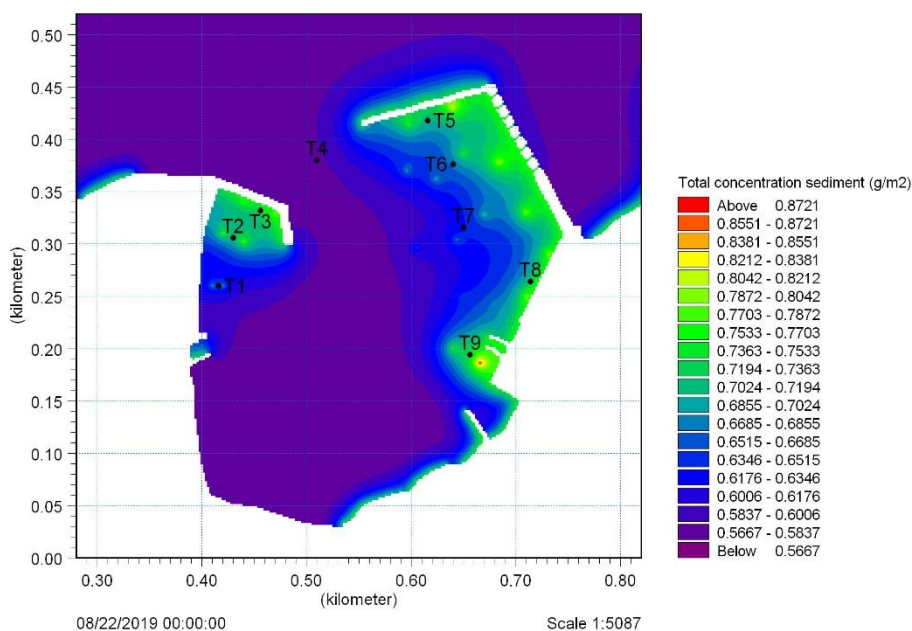 0.50
0.45
0.40
0.35
0.30
0.25
0.20
0.15
0.10
0.05
0.00
(kilometer)
T5
T4
T6
T3
T2
T7
T1
T8
T9
0.30 0.40 0.50 0.60 0.70 0.80
(kilometer)
08/22/2019 00:00:00 Scale 1:5087
Total concentration sediment (g/m2)
Above 0.8721
0.8551 - 0.8721
0.8381 - 0.8551
0.8212 - 0.8381
0.8042 - 0.8212
0.7872 - 0.8042
0.7703 - 0.7872
0.7533 - 0.7703
0.7363 - 0.7533
0.7194 - 0.7363
0.7024 - 0.7194
0.6855 - 0.7024
0.6685 - 0.6855
0.6515 - 0.6685
0.6346 - 0.6515
0.6176 - 0.6346
0.6006 - 0.6176
0.5837 - 0.6006
0.5667 - 0.5837
Below 0.5667